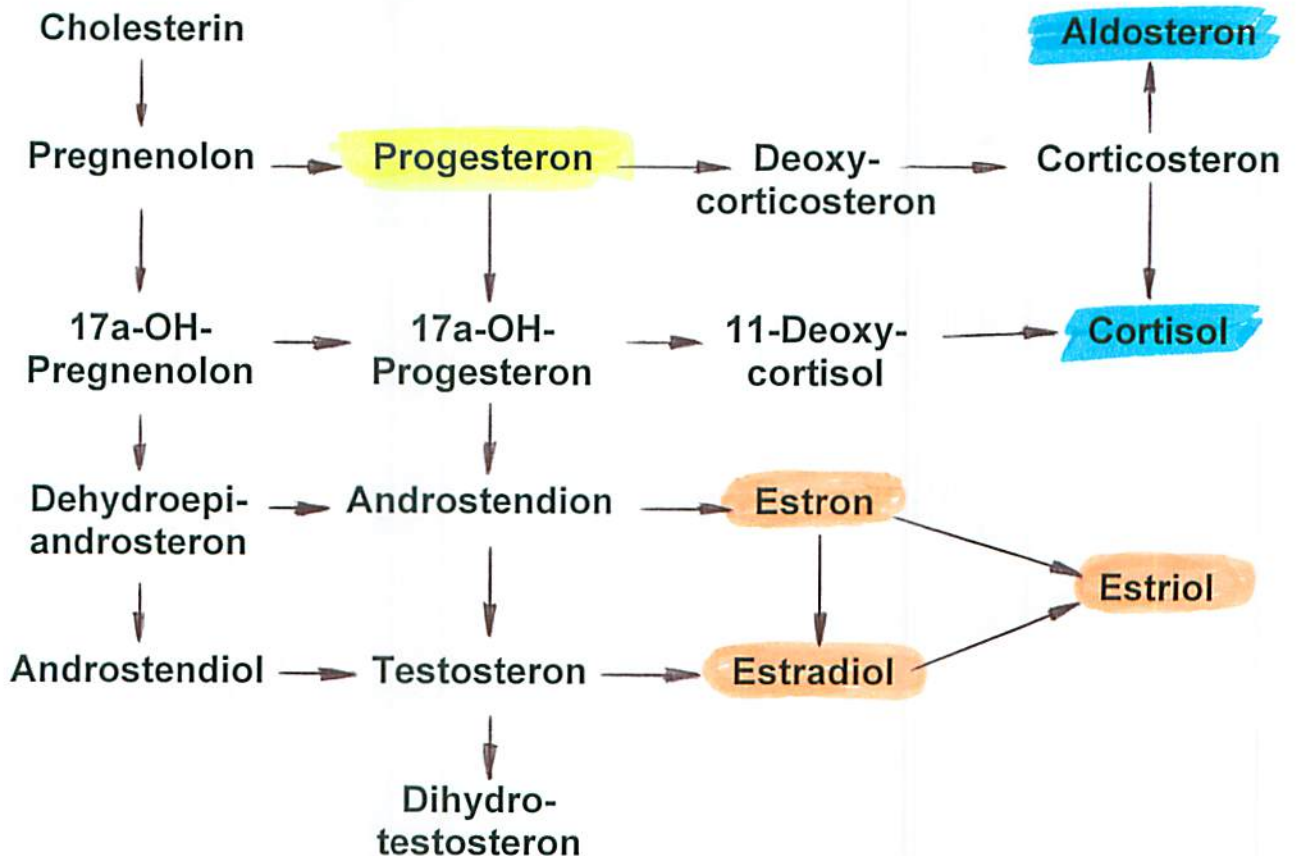 Cholesterin
Aldosteron
Pregnenolon
Progesteron
Deoxy-
corticosteron
Corticosteron
17a-OH-
Pregnenolon
17a-OH-
Progesteron
11-Deoxy-
cortisol
Cortisol
Dehydroepi-
androsteron
Androstendion
Estron
Estriol
Androstendiol
Testosteron
Estradiol
Dihydro-
testosteron